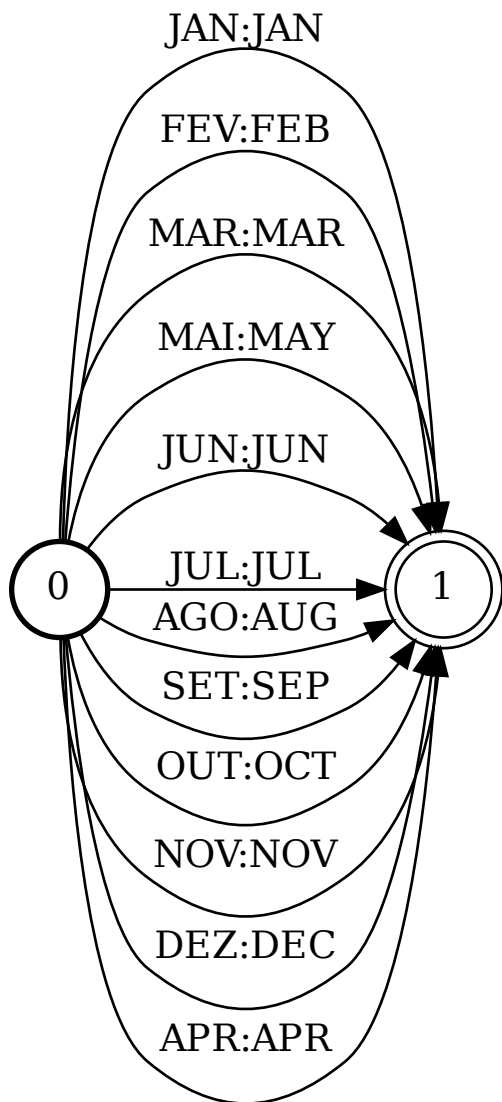 JAN:JAN
FEV:FEB
MAR:MAR
MAI:MAY
JUN:JUN
JUL:JUL
0
1
AGO:AUG
SET:SEP
OUT:OCT
NOV:NOV
DEZ:DEC
APR:APR